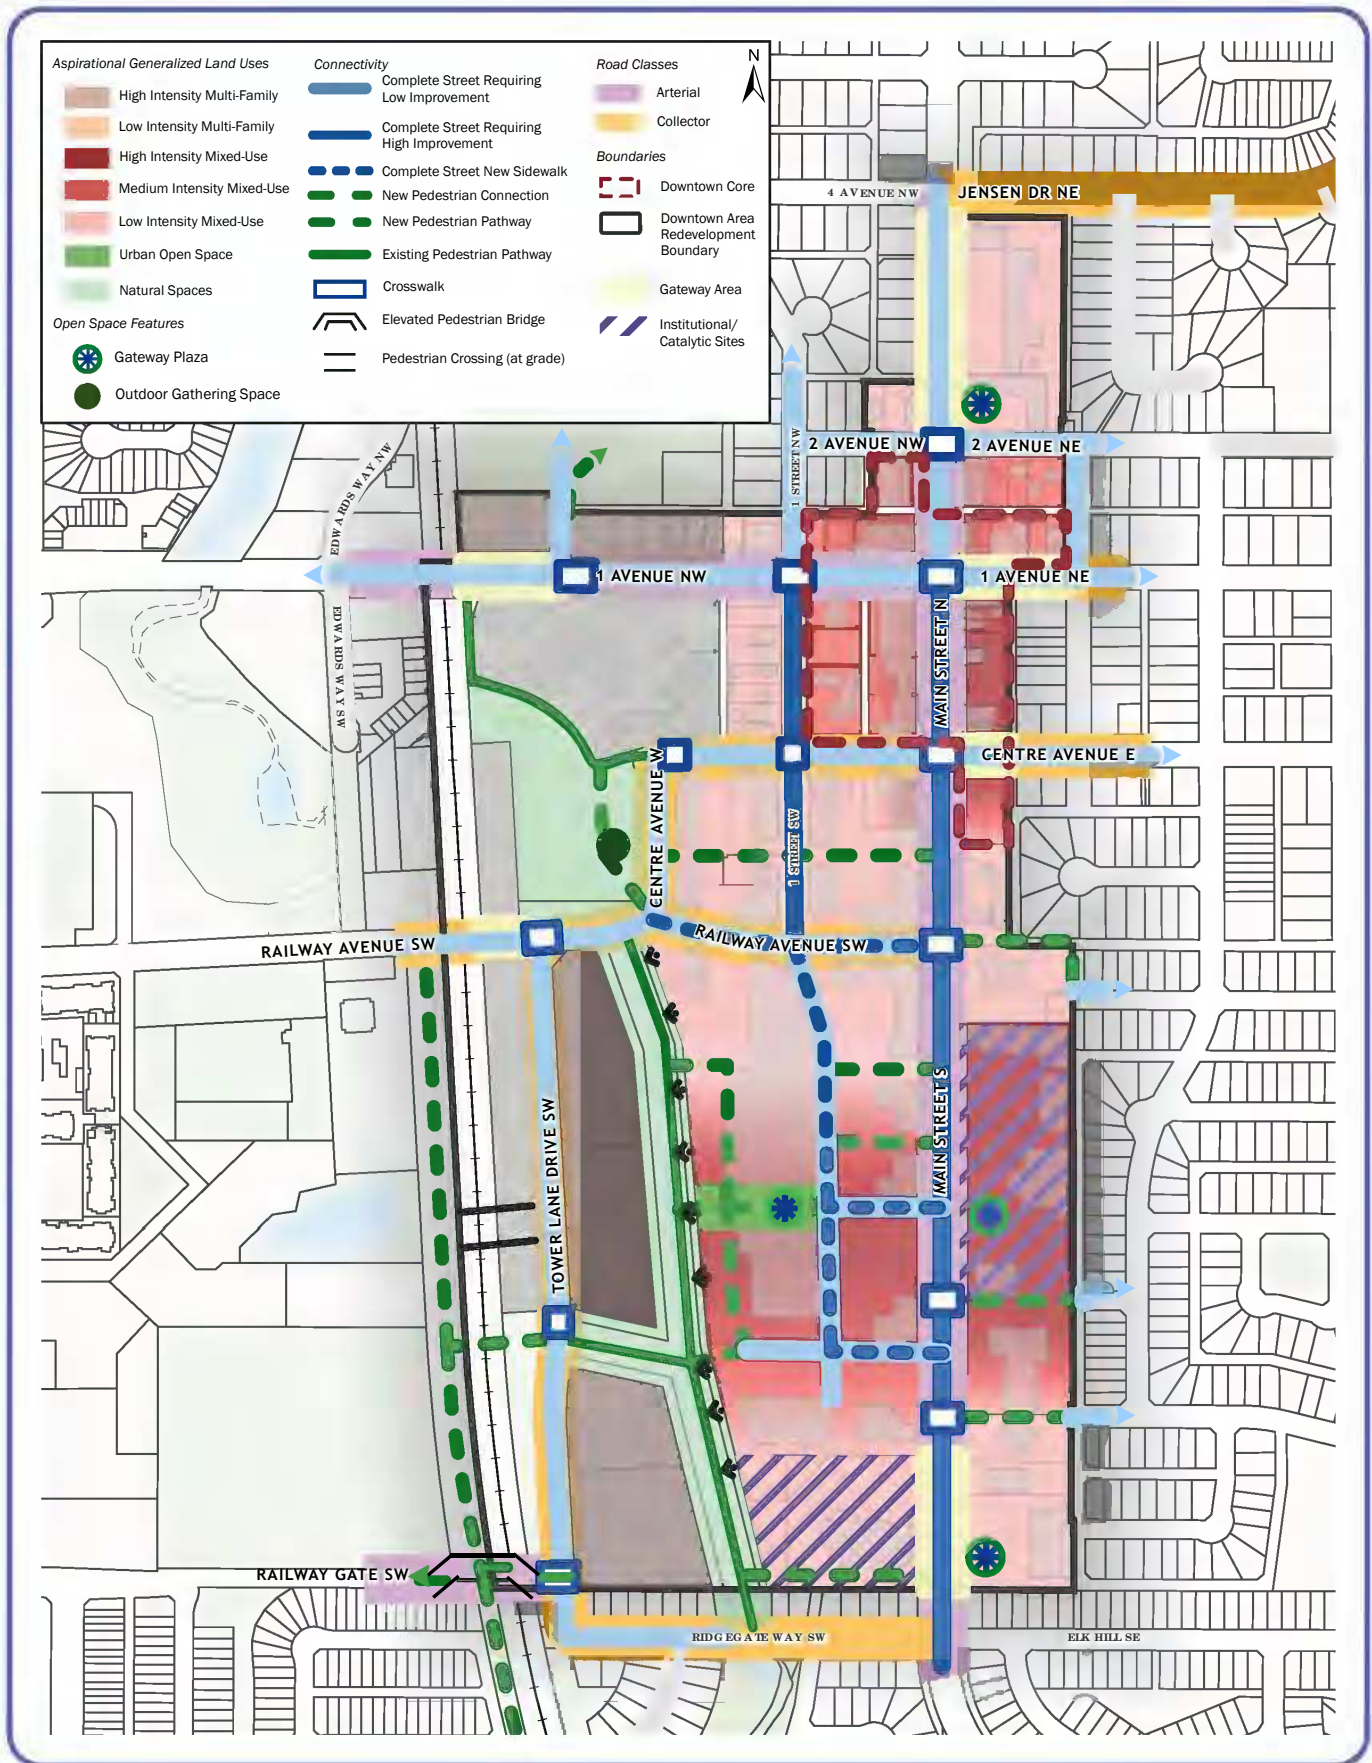 Aspirational Generalized Land Uses
High Intensity Multi-Family
Low Intensity Multi-Family
High Intensity Mixed-Use
Medium Intensity Mixed-Use
Low Intensity Mixed-Use
Urban Open Space
Natural Spaces
Open Space Features
Gateway Plaza
Outdoor Gathering Space
Connectivity
Complete Street Requiring
Low Improvement
Complete Street Requiring
High Improvement
Complete Street New Sidewalk
New Pedestrian Connection
New Pedestrian Pathway
Existing Pedestrian Pathway
Crosswalk
Elevated Pedestrian Bridge
Pedestrian Crossing (at grade)
Road Classes
Arterial
Collector
Boundaries
Downtown Core
Downtown Area
Redevelopment
Boundary
Gateway Area
Institutional/
Catalytic Sites
N
4 AVENUE NW
JENSEN DR NE
2 AVENUE NW
2 AVENUE NE
1 STREET NW
EDWARDS WAY NW
1 AVENUE NW
1 AVENUE NE
EDWARDS WAY SW
MAIN STREET N
CENTRE AVENUE E
CENTRE AVENUE W
1 STREET SW
RAILWAY AVENUE SW
RAILWAY AVENUE SW
MAIN STREET S
TOWER LANE DRIVE SW
RAILWAY GATE SW
RIDGEGATE WAY SW
ELK HILL SE